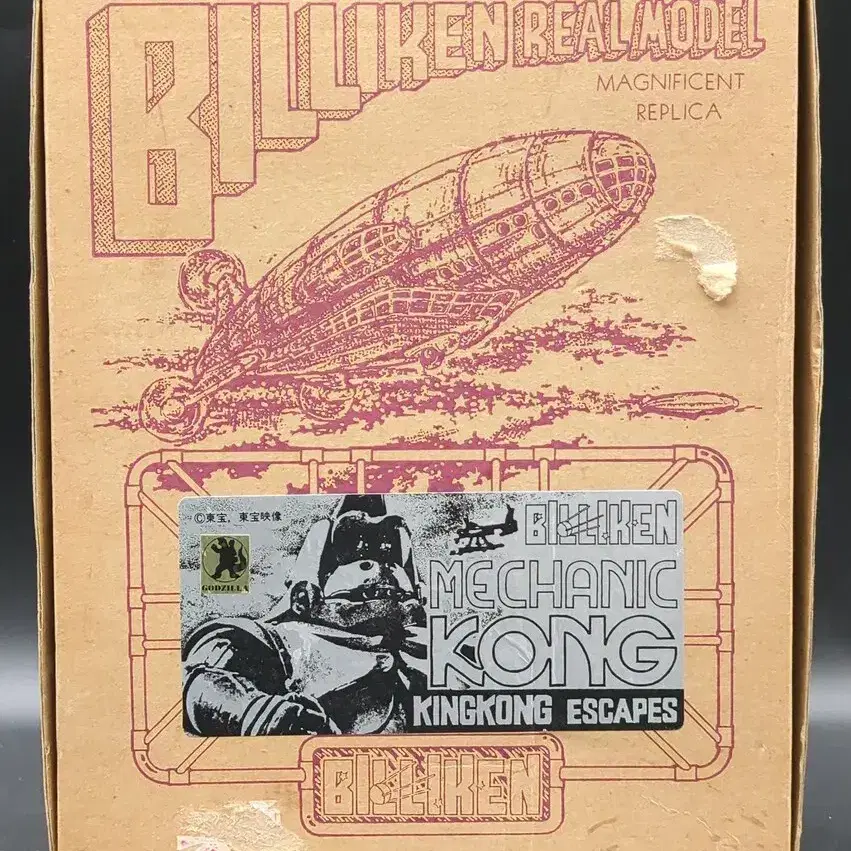 BILLIKEN REAL MODEL
MAGNIFICENT
REPLICA
©東宝，東宝映像
GODZILLA
BILLIKEN
MECHANIC
KONG
KINGKONG ESCAPES
BILLIKEN